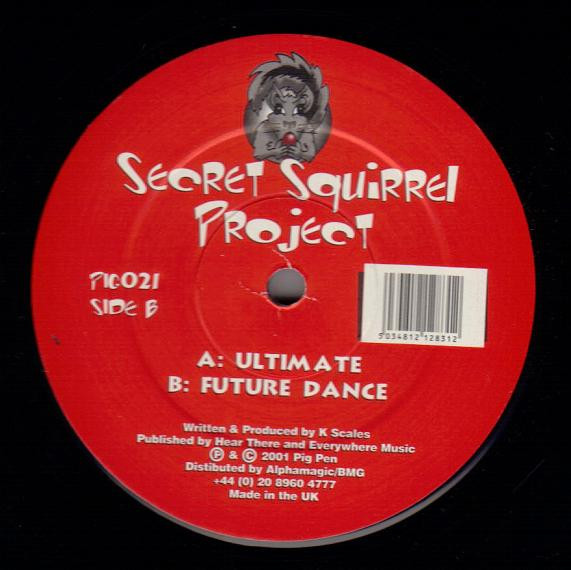 Secret Squirrel
Project
PIG021
SIDE B
5034812128312
A: ULTIMATE
B: FUTURE DANCE
Written & Produced by K Scales
Published by Hear There and Everywhere Music
℗ & © 2001 Pig Pen
Distibuted by Alphamagic/BMG
+44 (0) 20 8960 4777
Made in the UK